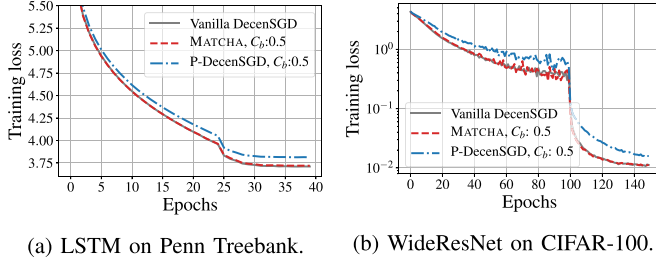 5.50
5.25
5.00
4.75
4.50
4.25
4.00
3.75
Training loss
Vanilla DecenSGD
MATCHA, Cb:0.5
P-DecenSGD, Cb:0.5
0 5 10 15 20 25 30 35 40
Epochs
(a) LSTM on Penn Treebank.
10⁰
10⁻¹
10⁻²
Training loss
Vanilla DecenSGD
MATCHA, Cb: 0.5
P-DecenSGD, Cb: 0.5
0 20 40 60 80 100 120 140
Epochs
(b) WideResNet on CIFAR-100.